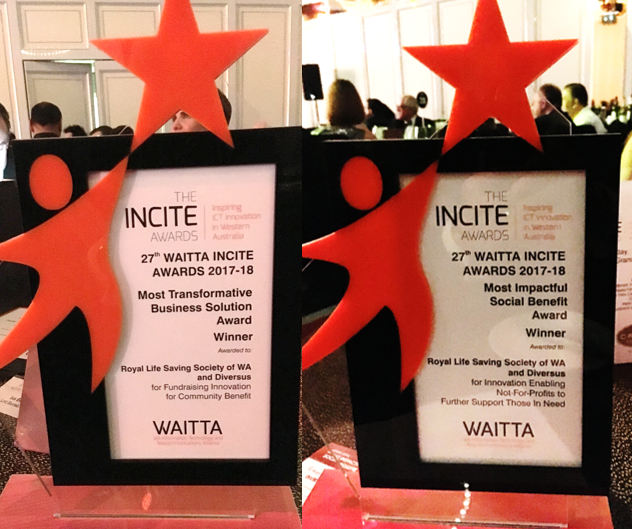 THE
INCITE
AWARDS
Inspiring
ICT Innovation
in Western
Australia
27th WAITTA INCITE
AWARDS 2017-18
Most Transformative
Business Solution
Award
Winner
Awarded to:
Royal Life Saving Society of WA
and Diversus
for Fundraising Innovation
for Community Benefit
WAITTA
THE
INCITE
AWARDS
Inspiring
ICT Innovation
in Western
Australia
27th WAITTA INCITE
AWARDS 2017-18
Most Impactful
Social Benefit
Award
Winner
Awarded to:
Royal Life Saving Society of WA
and Diversus
for Innovation Enabling
Not-For-Profits to
Further Support Those In Need
WAITTA